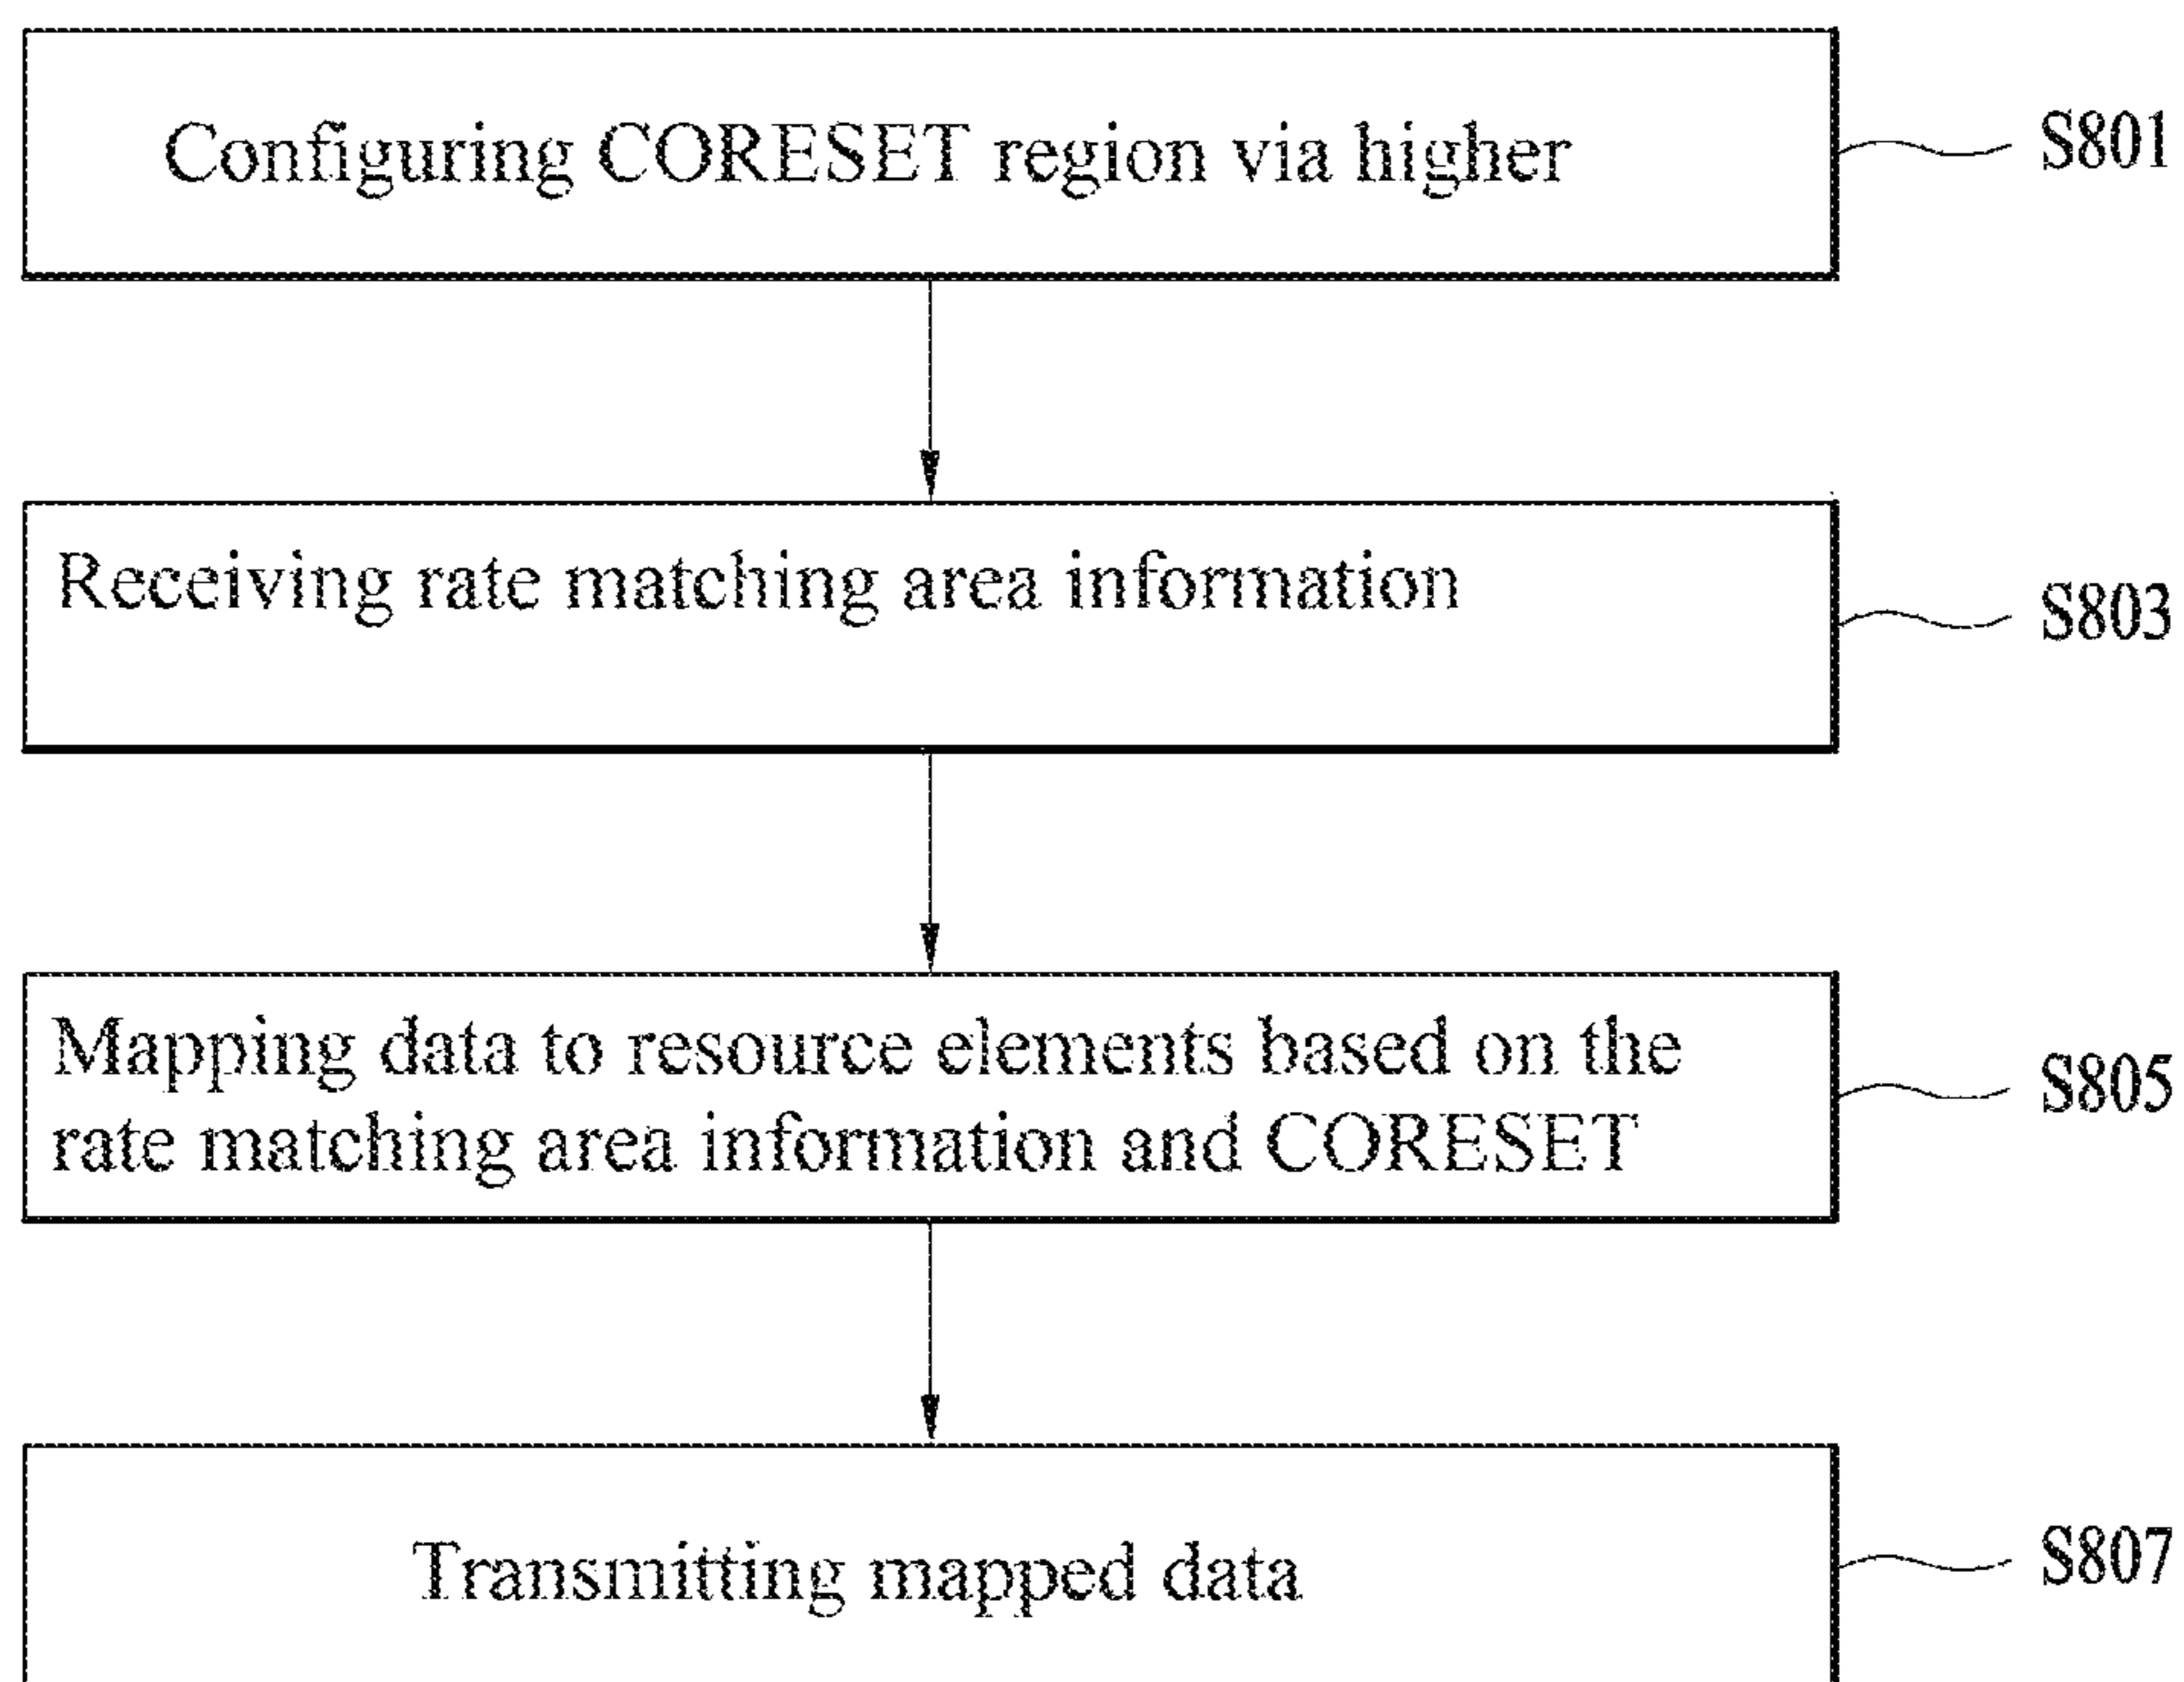 Configuring CORESET region via higher
S801
Receiving rate matching area information
S803
Mapping data to resource elements based on the
rate matching area information and CORESET
S805
Transmitting mapped data
S807